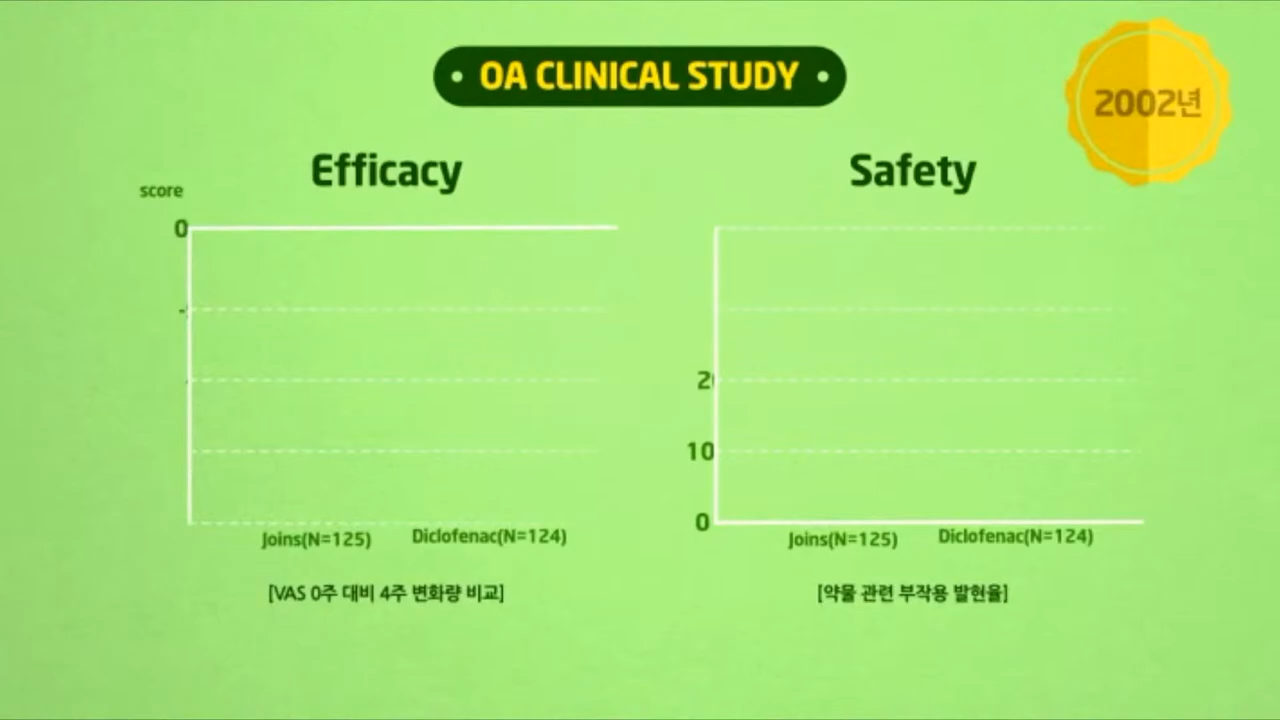 OA CLINICAL STUDY
2002년
Efficacy
Safety
score
0
20
10
0
Joins(N=125)
Diclofenac(N=124)
Joins(N=125)
Diclofenac(N=124)
[VAS 0주 대비 4주 변화량 비교]
[약물 관련 부작용 발현율]